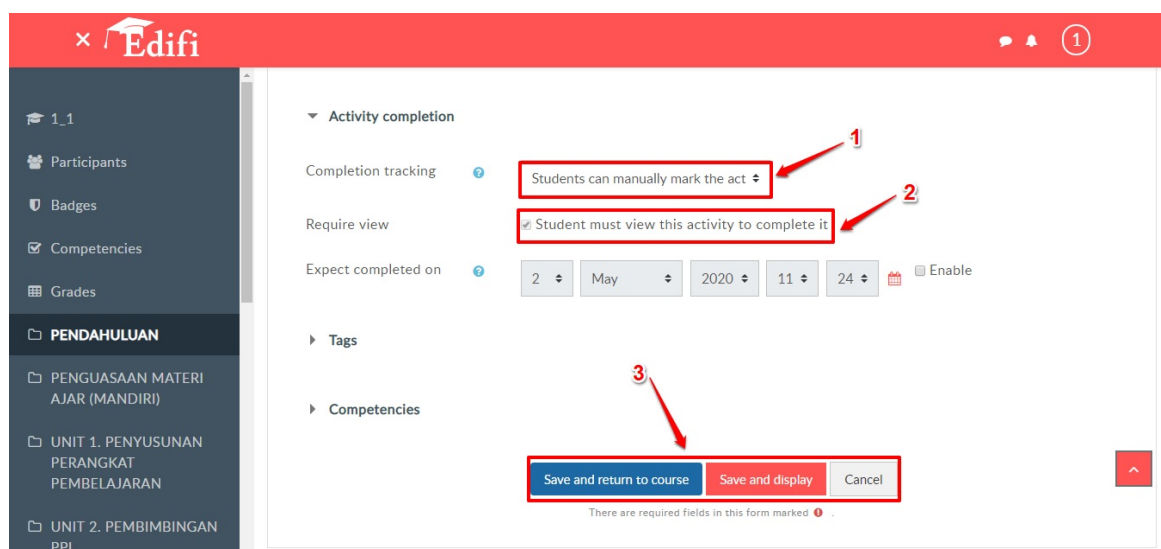 × Edifi
1
1_1
Participants
Badges
Competencies
Grades
PENDAHULUAN
PENGUASAAN MATERI
AJAR (MANDIRI)
UNIT 1. PENYUSUNAN
PERANGKAT
PEMBELAJARAN
UNIT 2. PEMBIMBINGAN
PPL
Activity completion
1
Completion tracking ? Students can manually mark the act
2
Require view Student must view this activity to complete it
Expect completed on ? 2 May 2020 11 24 Enable
Tags
3
Competencies
Save and return to course Save and display Cancel
There are required fields in this form marked ! .